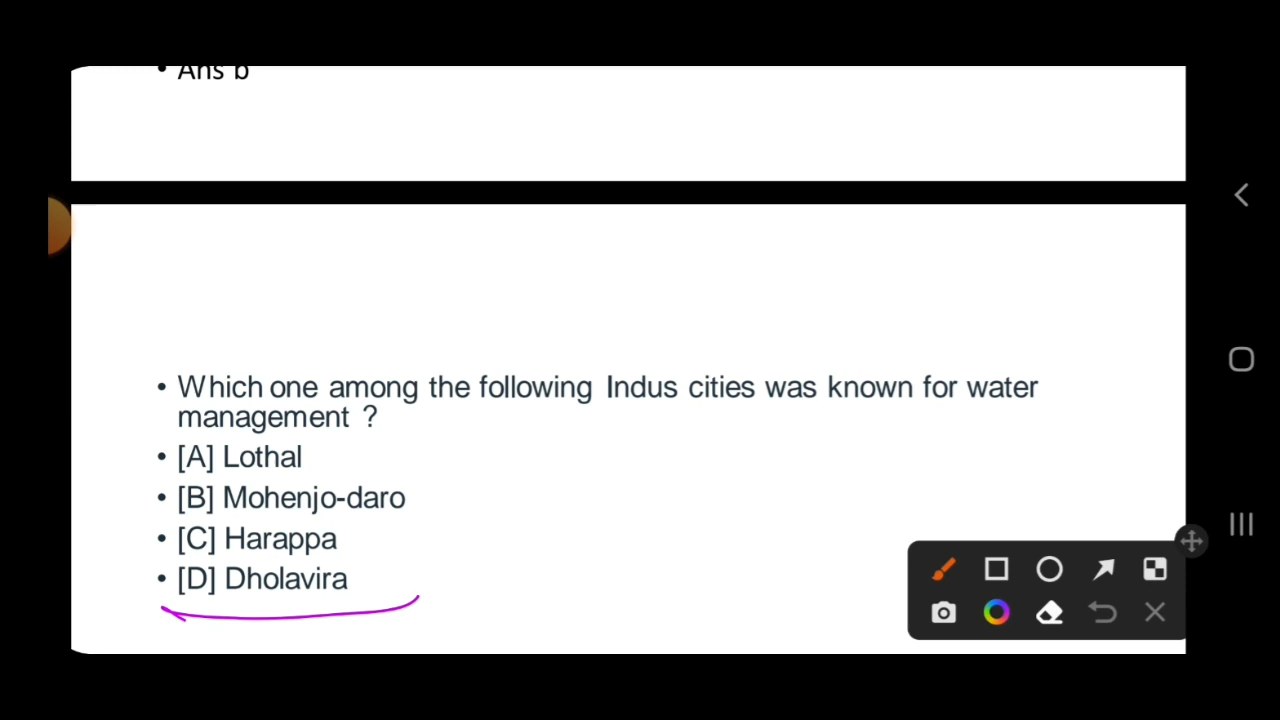 • Ans b
• Which one among the following Indus cities was known for water
management ?
• [A] Lothal
• [B] Mohenjo-daro
• [C] Harappa
• [D] Dholavira